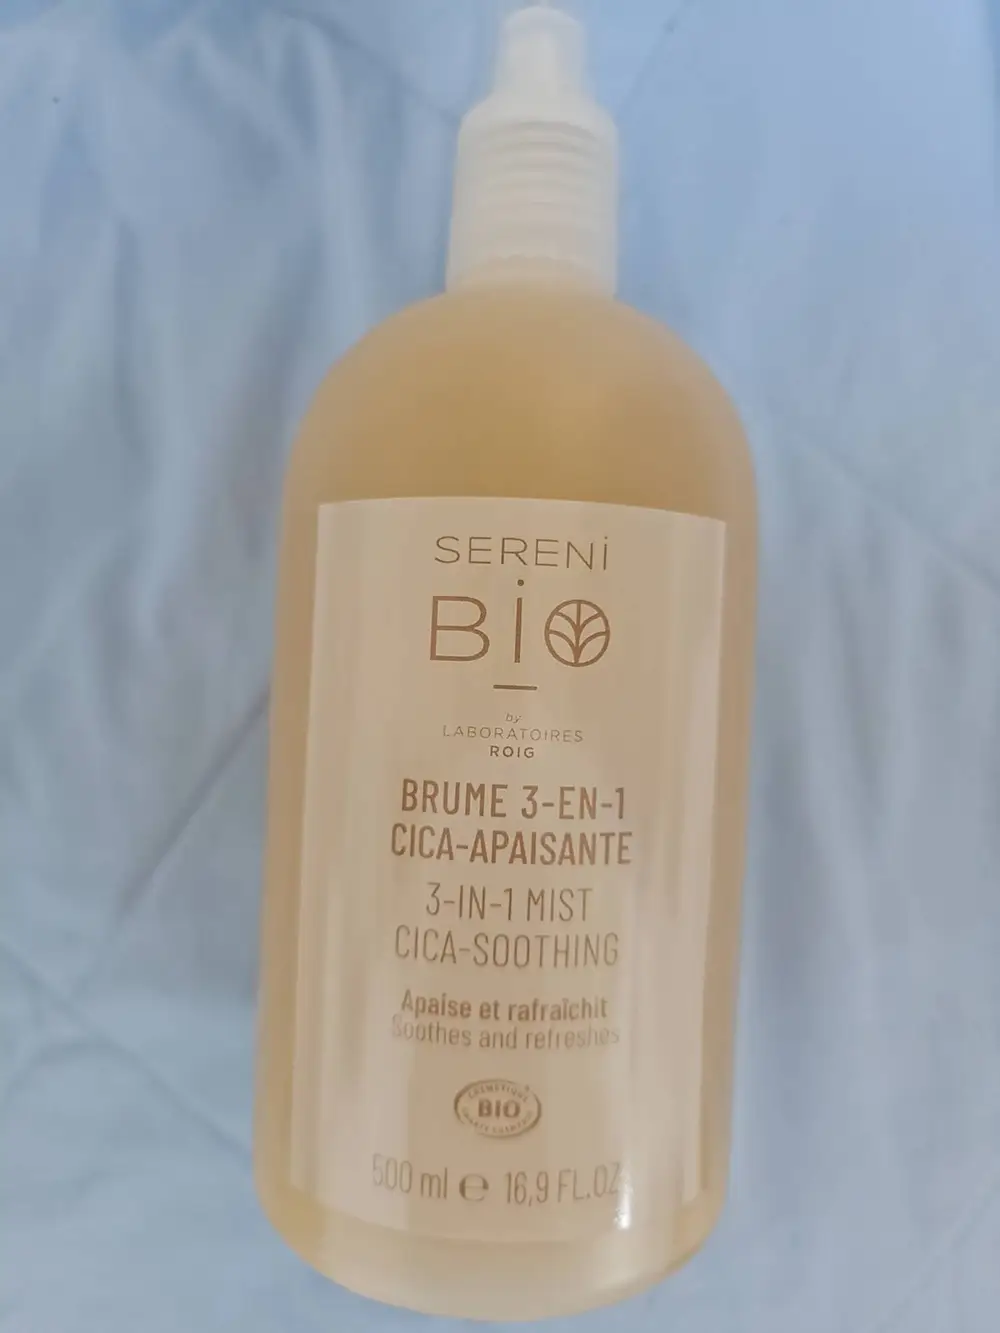 SERENi
BiO
by
LABORATOIRES
ROIG
BRUME 3-EN-1
CICA-APAISANTE
3-IN-1 MIST
CICA-SOOTHING
Apaise et rafraîchit
Soothes and refreshes
COSMÉTIQUE
BIO
500 ml e 16,9 FL.OZ